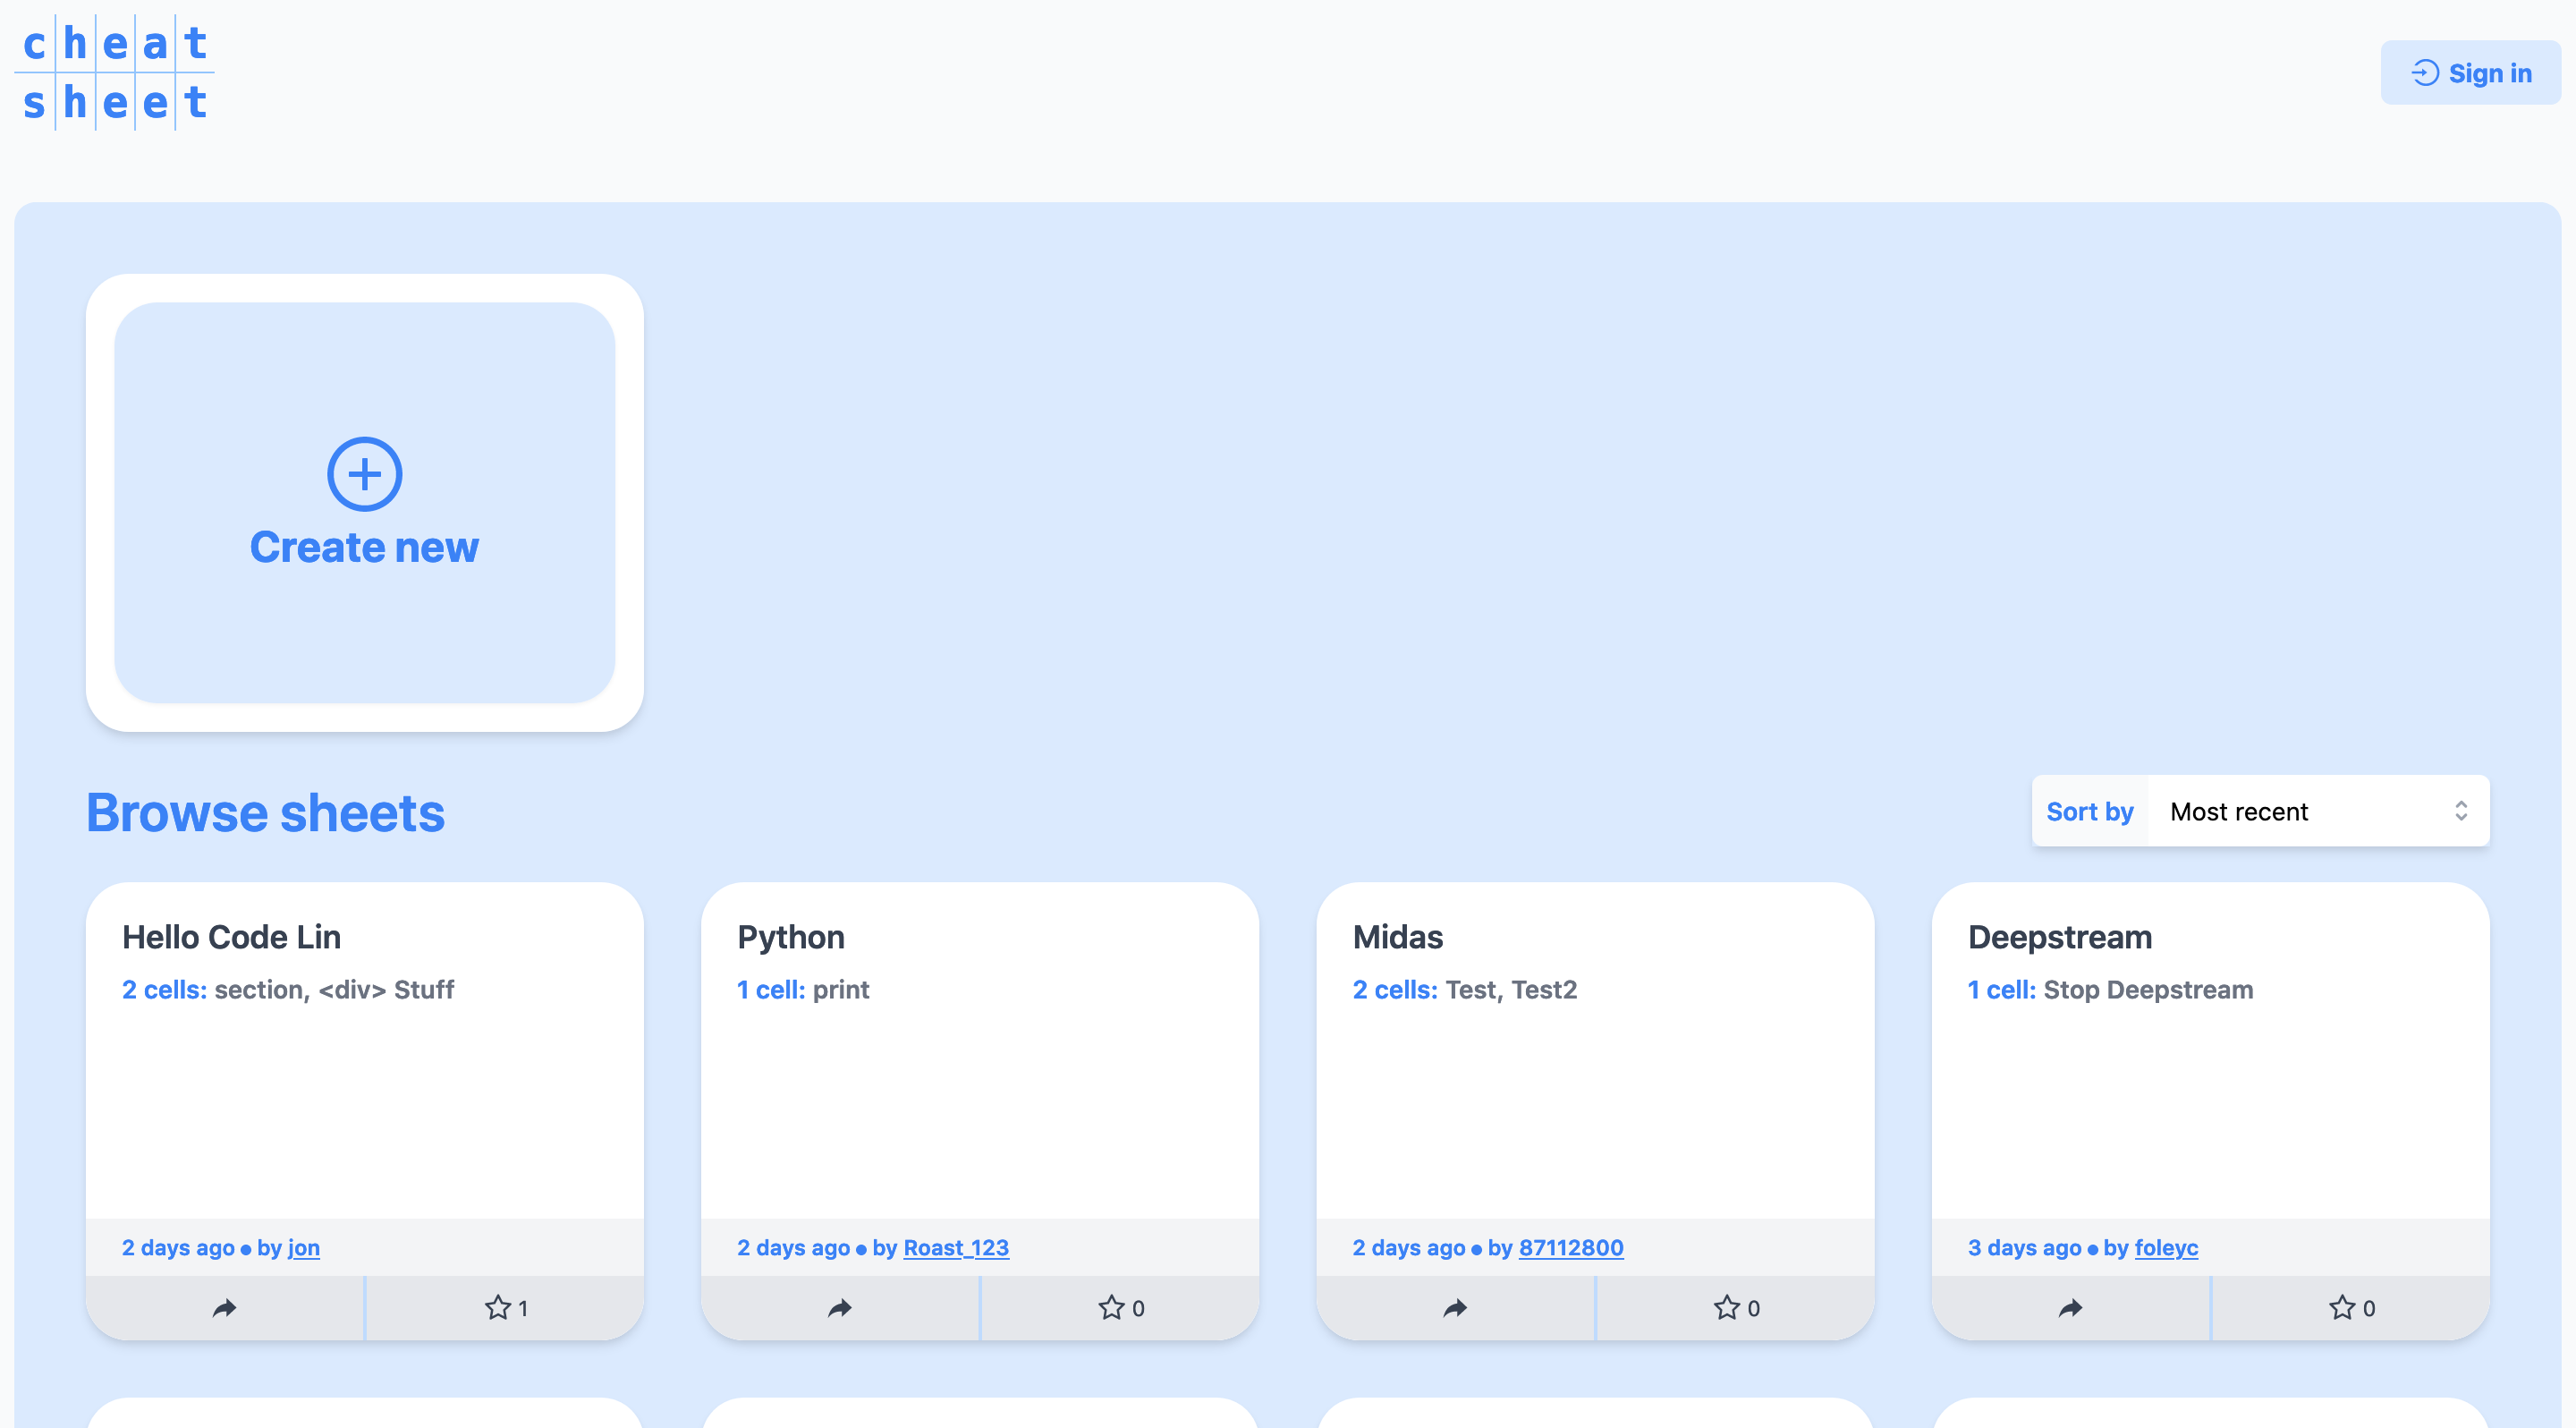 cheat
sheet
Sign in
Create new
Browse sheets
Sort by Most recent
Hello Code Lin
2 cells: section, <div> Stuff
2 days ago • by jon
1
Python
1 cell: print
2 days ago • by Roast_123
0
Midas
2 cells: Test, Test2
2 days ago • by 87112800
0
Deepstream
1 cell: Stop Deepstream
3 days ago • by foleyc
0